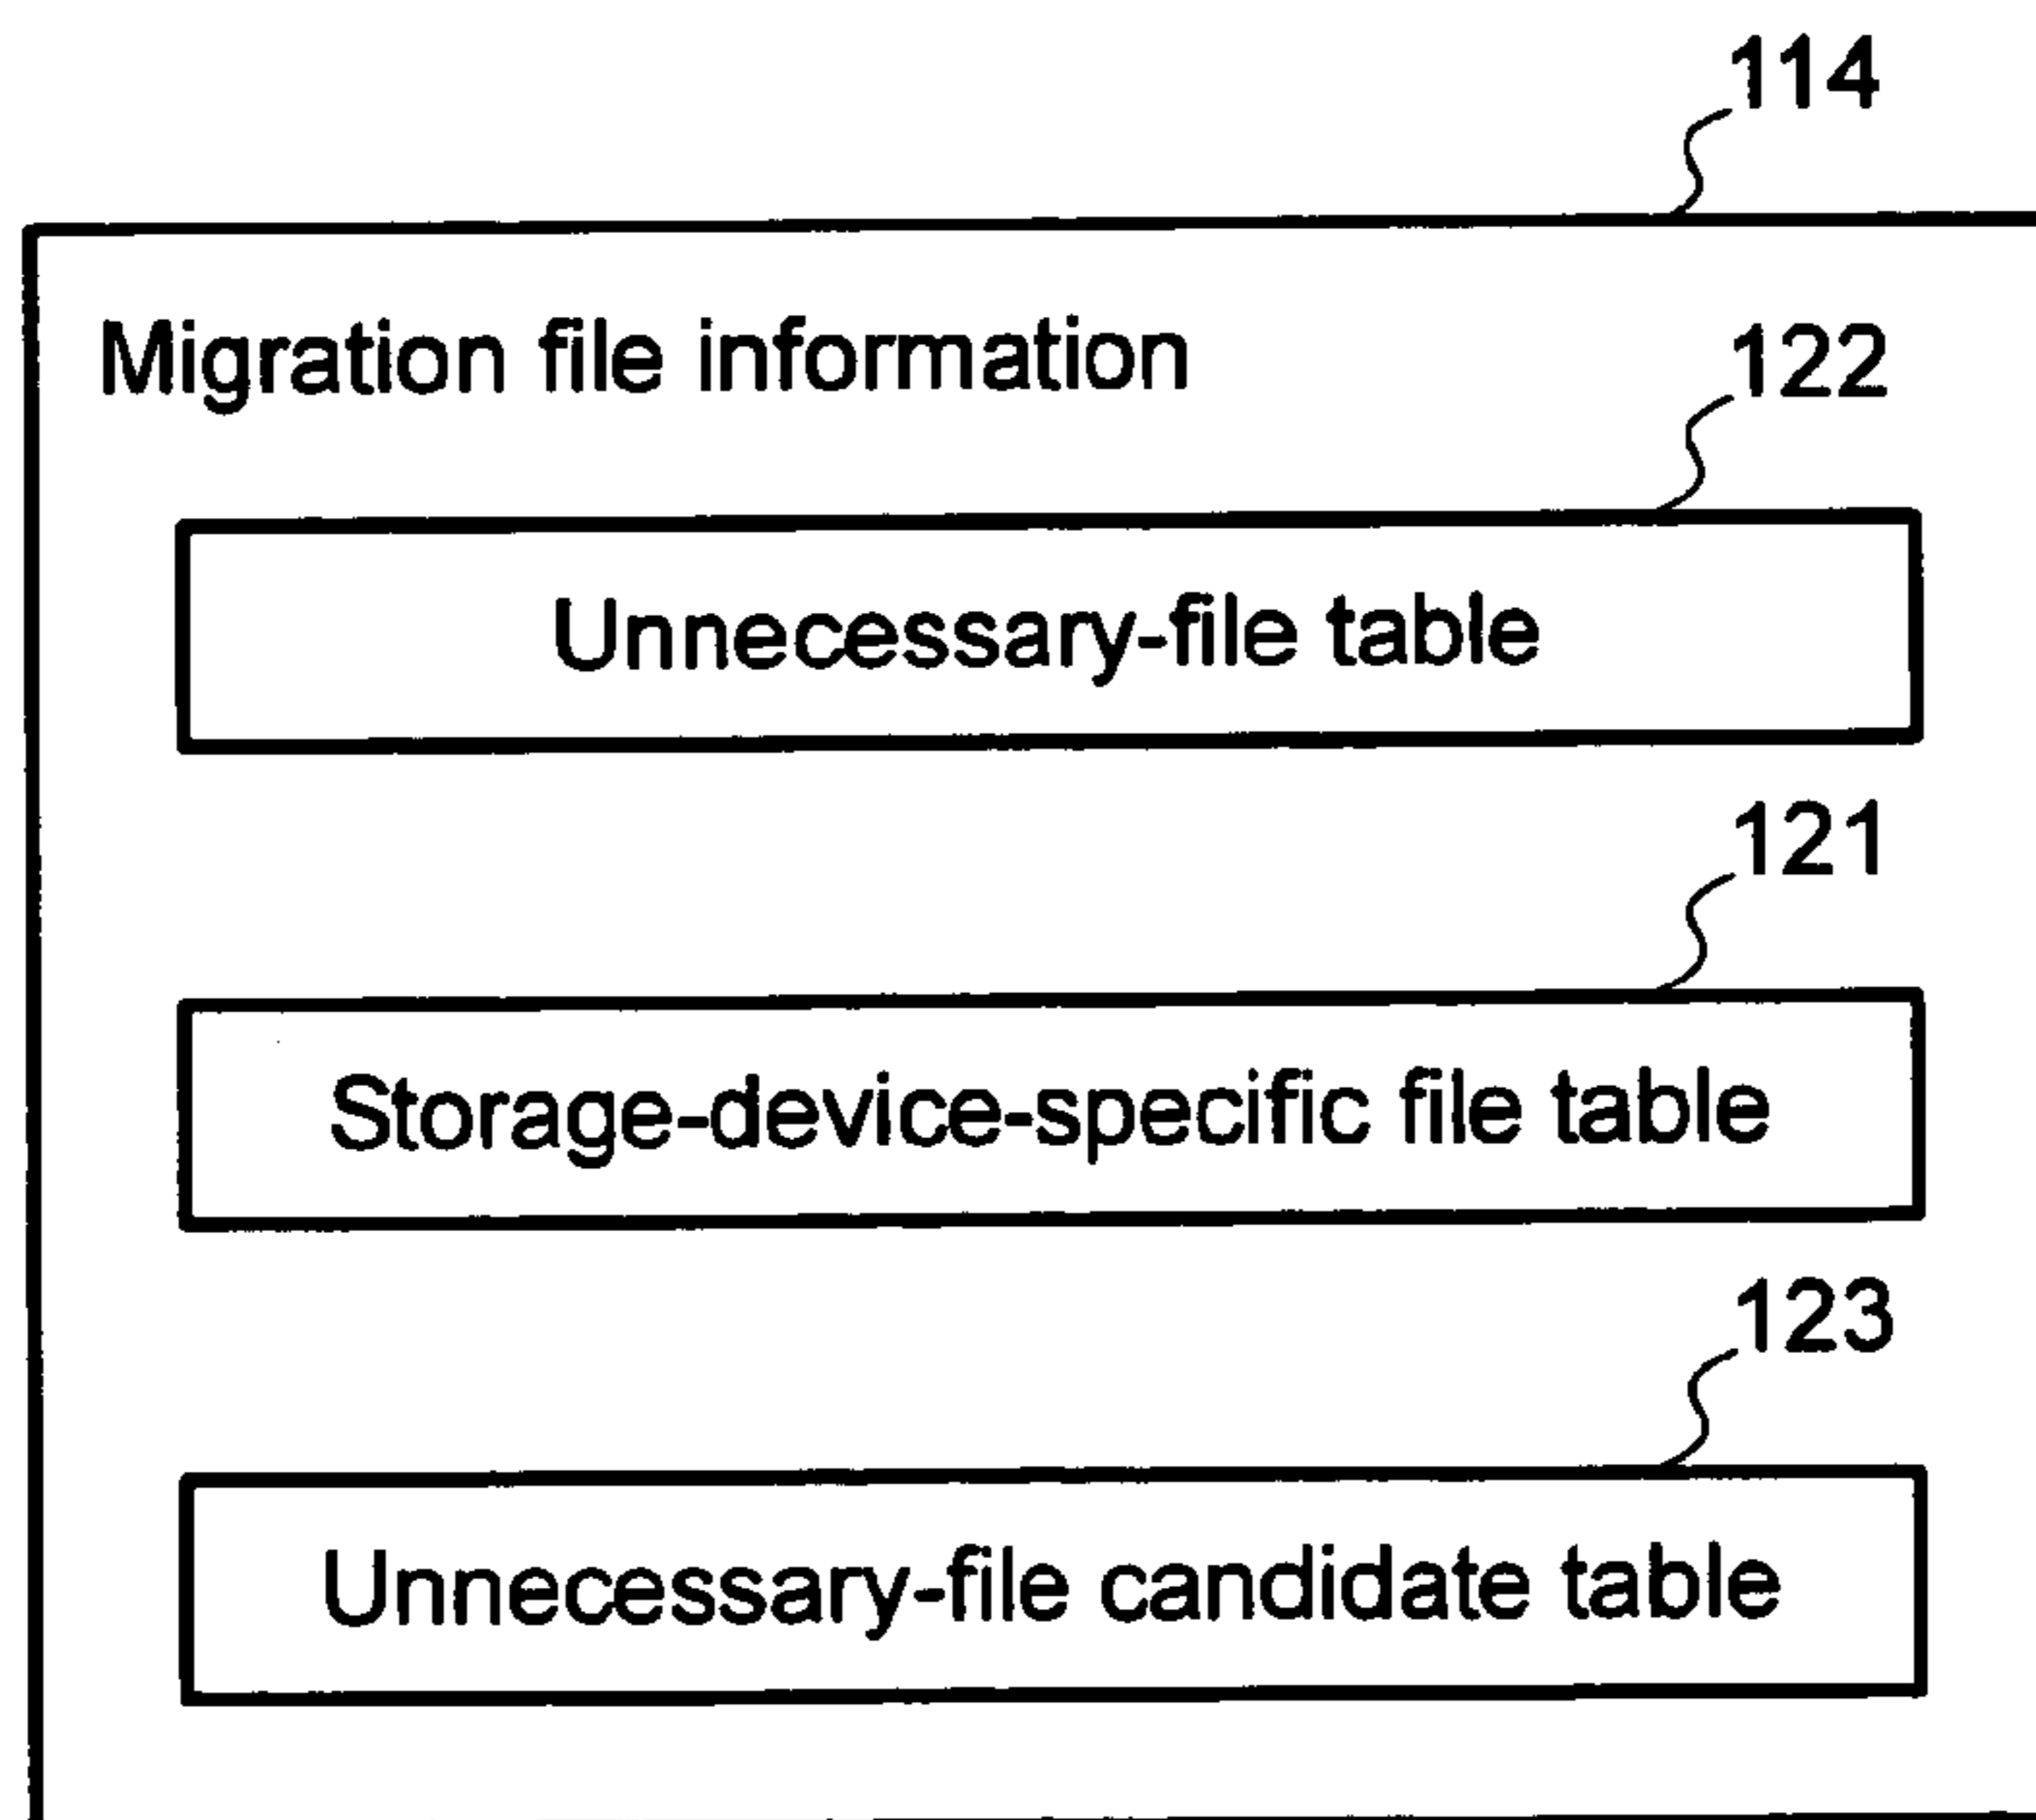 114
Migration file information
122
Unnecessary-file table
121
Storage-device-specific file table
123
Unnecessary-file candidate table